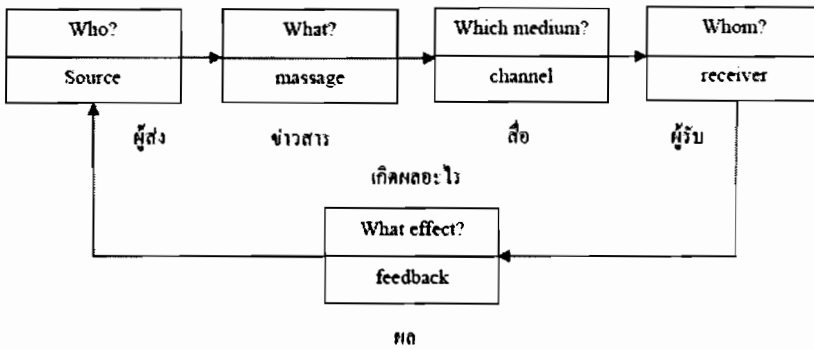 Who? What? Which medium? Whom?
Source massage channel receiver
ผู้ส่ง ข่าวสาร สื่อ ผู้รับ
เกิดผลอะไร
What effect?
feedback
ผล